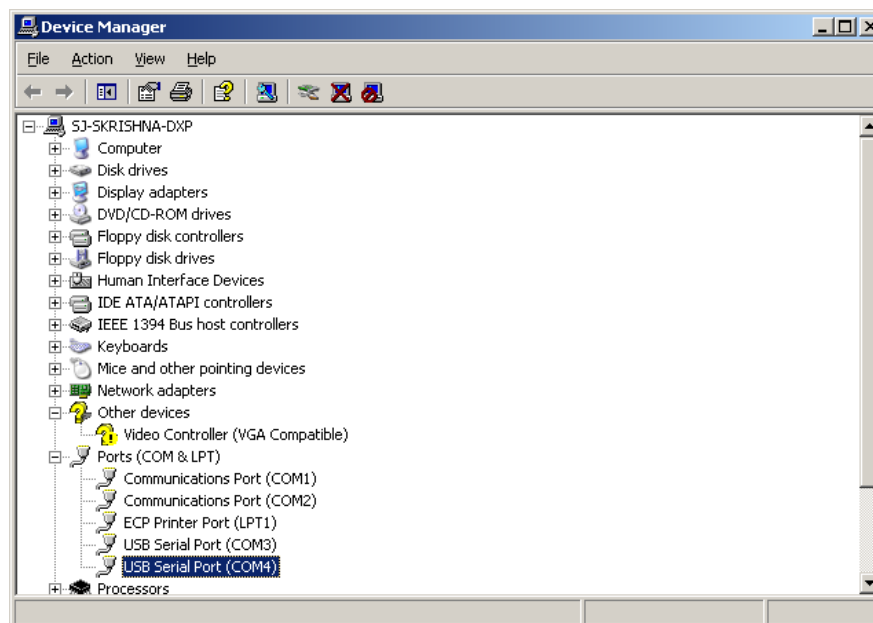 Device Manager
File Action View Help
SJ-SKRISHNA-DXP
Computer
Disk drives
Display adapters
DVD/CD-ROM drives
Floppy disk controllers
Floppy disk drives
Human Interface Devices
IDE ATA/ATAPI controllers
IEEE 1394 Bus host controllers
Keyboards
Mice and other pointing devices
Network adapters
Other devices
Video Controller (VGA Compatible)
Ports (COM & LPT)
Communications Port (COM1)
Communications Port (COM2)
ECP Printer Port (LPT1)
USB Serial Port (COM3)
USB Serial Port (COM4)
Processors